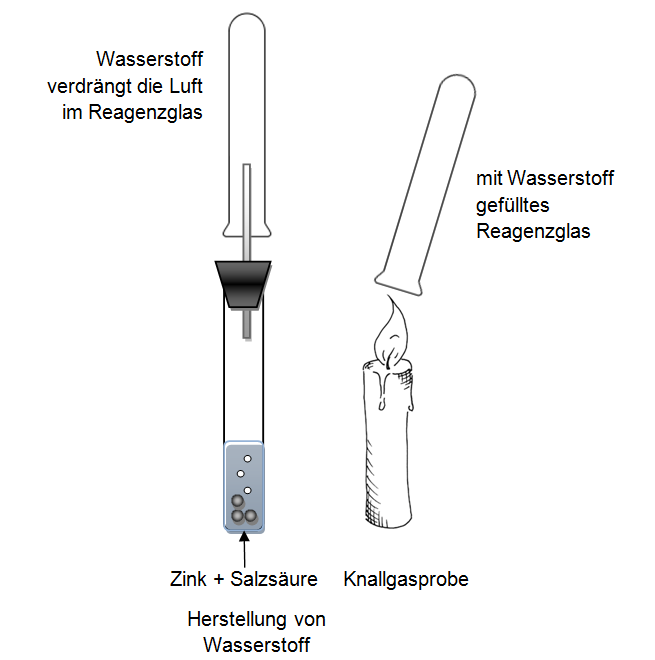 Wasserstoff
verdrängt die Luft
im Reagenzglas
mit Wasserstoff
gefülltes
Reagenzglas
Zink + Salzsäure
Knallgasprobe
Herstellung von
Wasserstoff